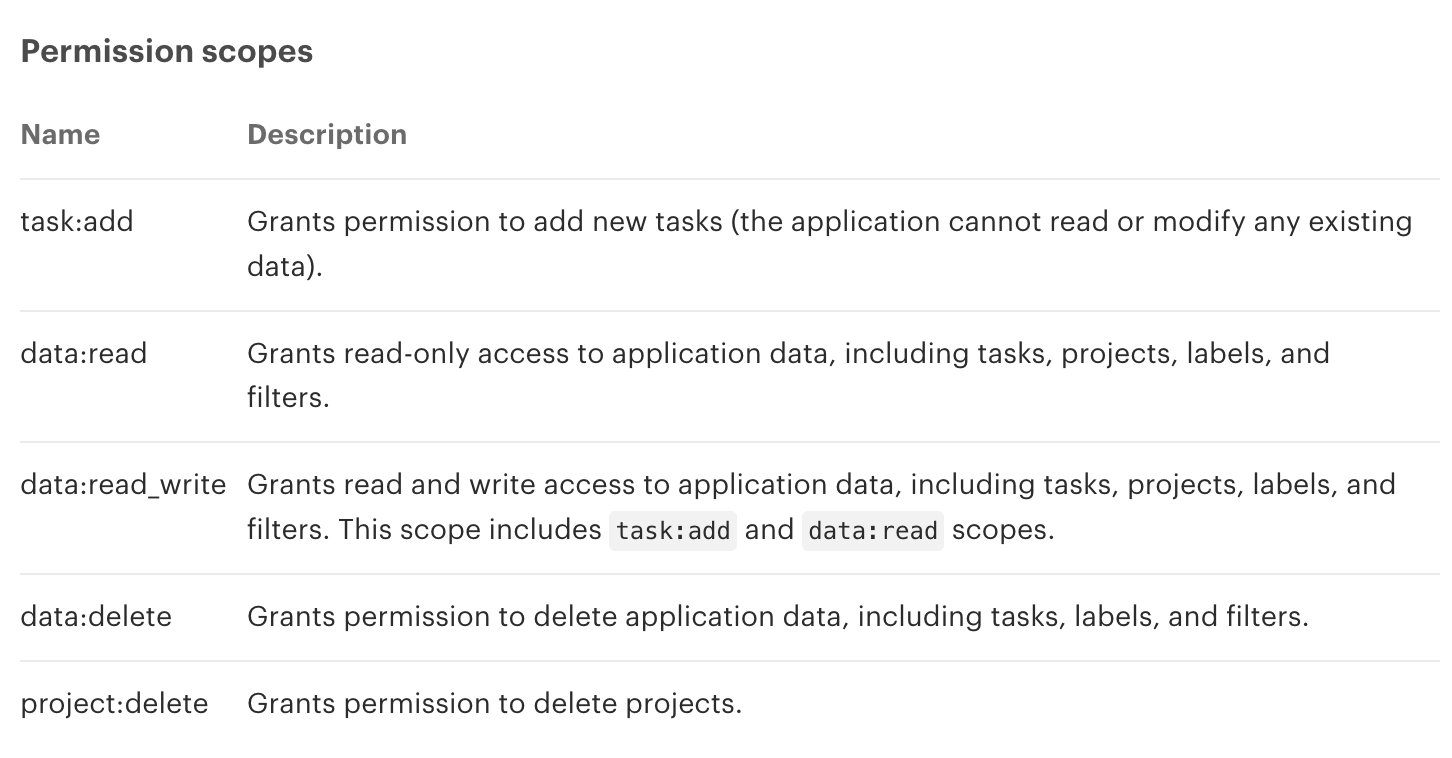 Permission scopes
Name Description
task:add Grants permission to add new tasks (the application cannot read or modify any existing
data).
data:read Grants read-only access to application data, including tasks, projects, labels, and
filters.
data:read_write Grants read and write access to application data, including tasks, projects, labels, and
filters. This scope includes task:add and data:read scopes.
data:delete Grants permission to delete application data, including tasks, labels, and filters.
project:delete Grants permission to delete projects.